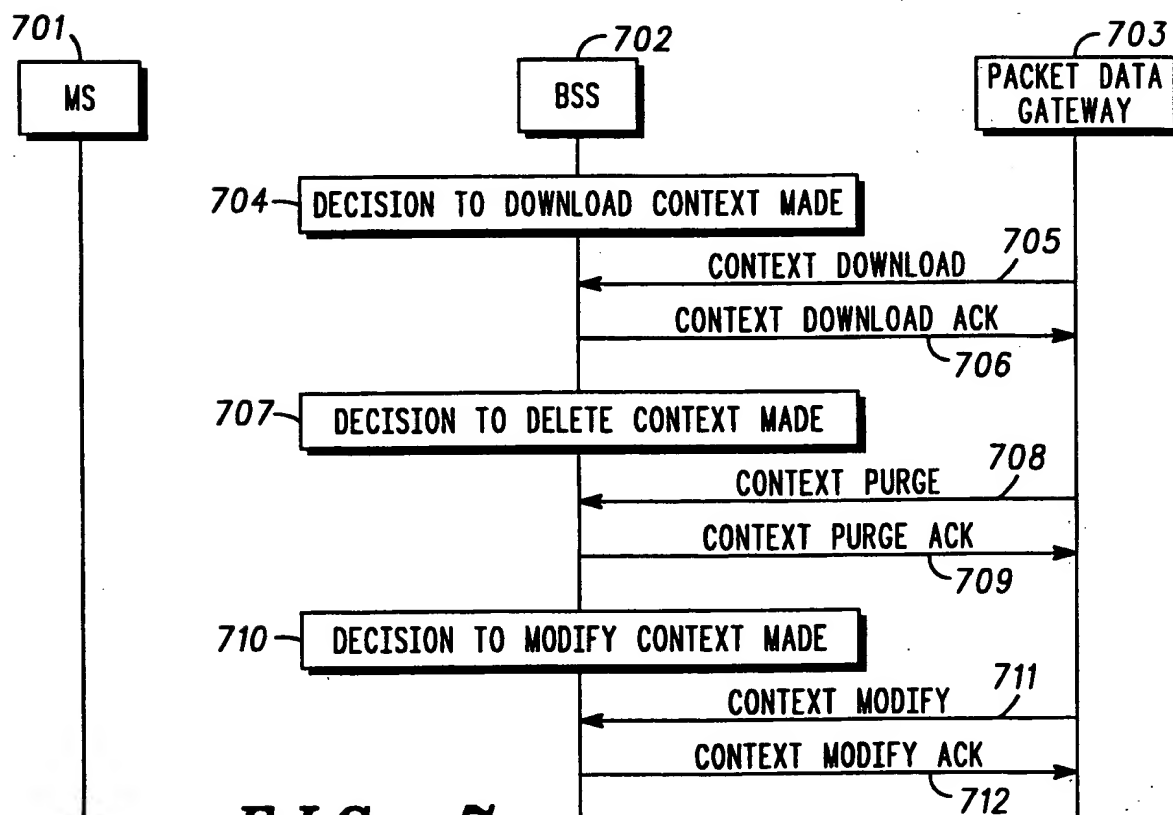 701
702
703
MS
BSS
PACKET DATA
GATEWAY
704
DECISION TO DOWNLOAD CONTEXT MADE
705
CONTEXT DOWNLOAD
CONTEXT DOWNLOAD ACK
706
707
DECISION TO DELETE CONTEXT MADE
708
CONTEXT PURGE
CONTEXT PURGE ACK
709
710
DECISION TO MODIFY CONTEXT MADE
711
CONTEXT MODIFY
CONTEXT MODIFY ACK
712